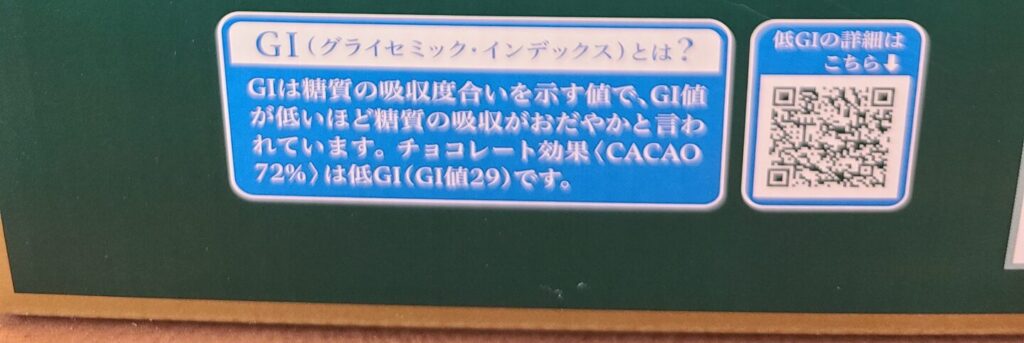 GI(グライセミック・インデックス)とは?
GIは糖質の吸収度合いを示す値で、GI値
が低いほど糖質の吸収がおだやかと言わ
れています。チョコレート効果〈CACAO
72%〉は低GI(GI値29)です。
低GIの詳細は
こちら⬇